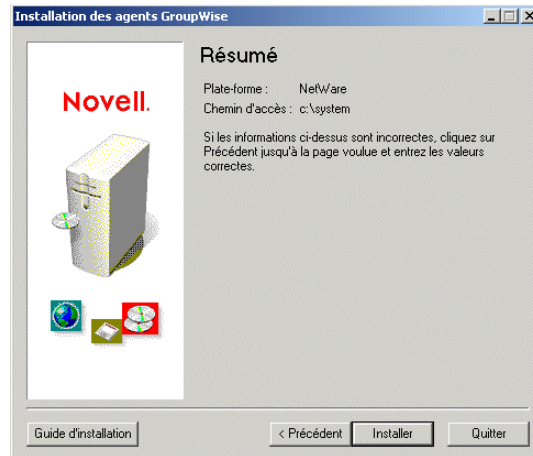 Installation des agents GroupWise
Novell.
Résumé
Plate-forme : NetWare
Chemin d'accès : c:\system
Si les informations ci-dessus sont incorrectes, cliquez sur
Précédent jusqu'à la page voulue et entrez les valeurs
correctes.
Guide d'installation
< Précédent
Installer
Quitter